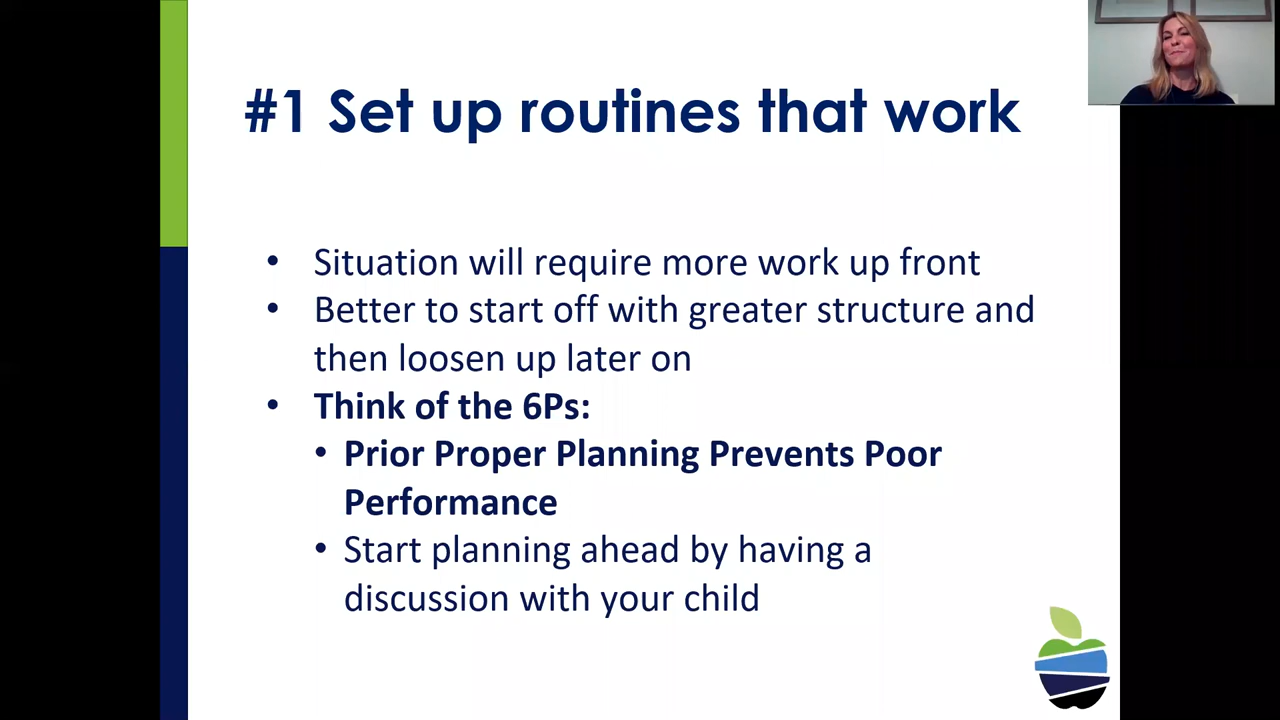 #1 Set up routines that work
• Situation will require more work up front
• Better to start off with greater structure and
then loosen up later on
• Think of the 6Ps:
• Prior Proper Planning Prevents Poor
Performance
• Start planning ahead by having a
discussion with your child